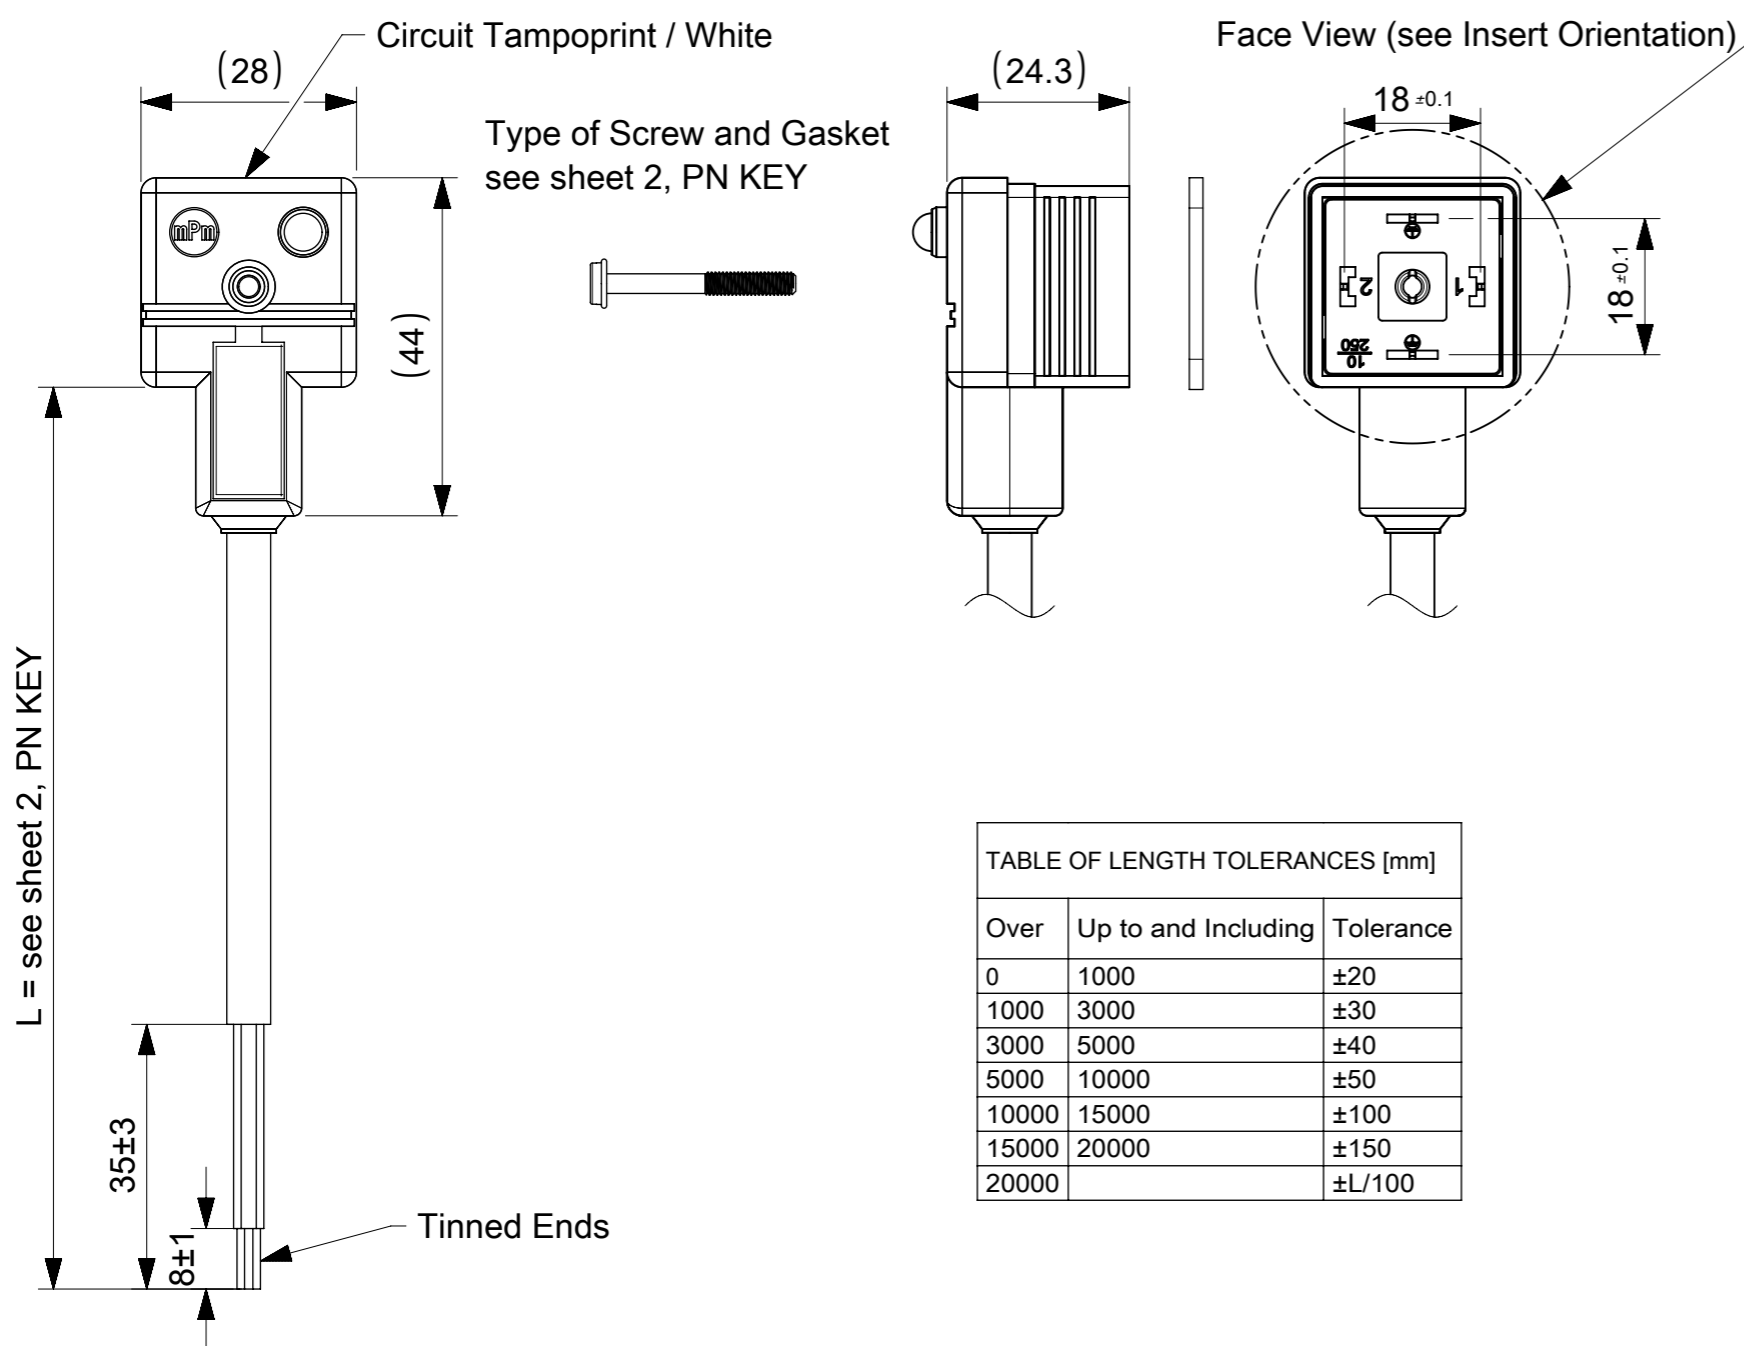 Circuit Tampoprint / White
(28)
Type of Screw and Gasket
see sheet 2, PN KEY
mPm
(44)
L = see sheet 2, PN KEY
35±3
8±1
Tinned Ends
(24.3)
Face View (see Insert Orientation)
18 ±0.1
18 ±0.1
2
1
10
250
TABLE OF LENGTH TOLERANCES [mm]
Over Up to and Including Tolerance
0 1000 ±20
1000 3000 ±30
3000 5000 ±40
5000 10000 ±50
10000 15000 ±100
15000 20000 ±150
20000 ±L/100